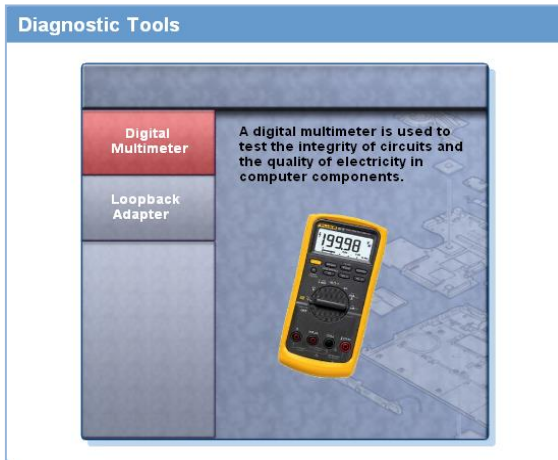 Diagnostic Tools
Digital
Multimeter
Loopback
Adapter
A digital multimeter is used to
test the integrity of circuits and
the quality of electricity in
computer components.
199.98